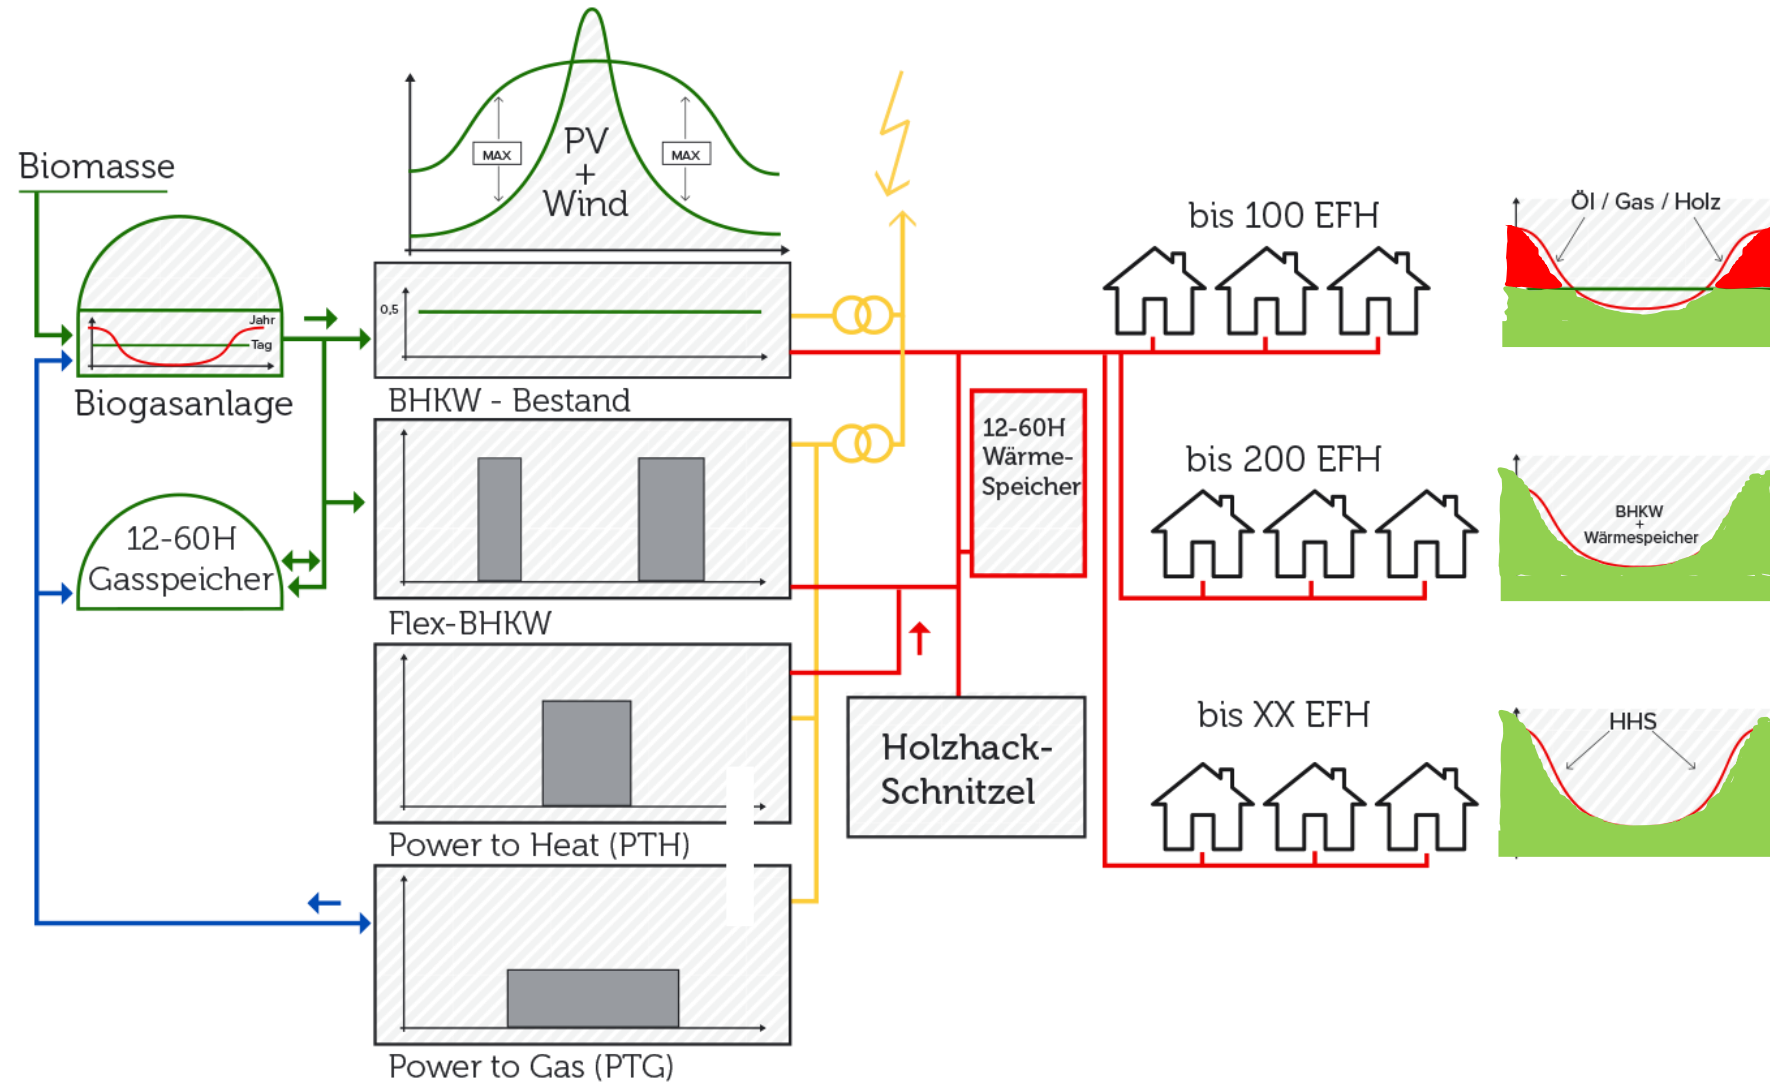 Biomasse
Jahr
Tag
Biogasanlage
12-60H
Gasspeicher
PV
+
Wind
MAX
MAX
0,5
BHKW - Bestand
Flex-BHKW
Power to Heat (PTH)
Power to Gas (PTG)
12-60H
Wärme-
Speicher
Holzhack-
Schnitzel
bis 100 EFH
Öl / Gas / Holz
bis 200 EFH
BHKW
+
Wärmespeicher
bis XX EFH
HHS